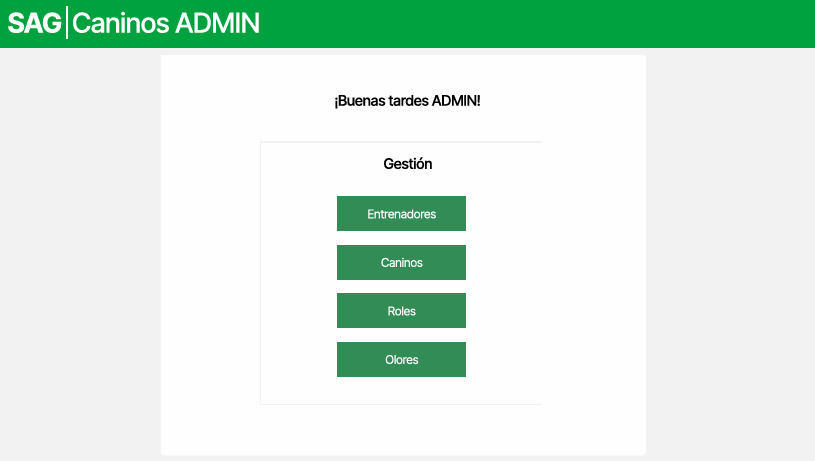 SAG|Caninos ADMIN
¡Buenas tardes ADMIN!
Gestión
Entrenadores
Caninos
Roles
Olores